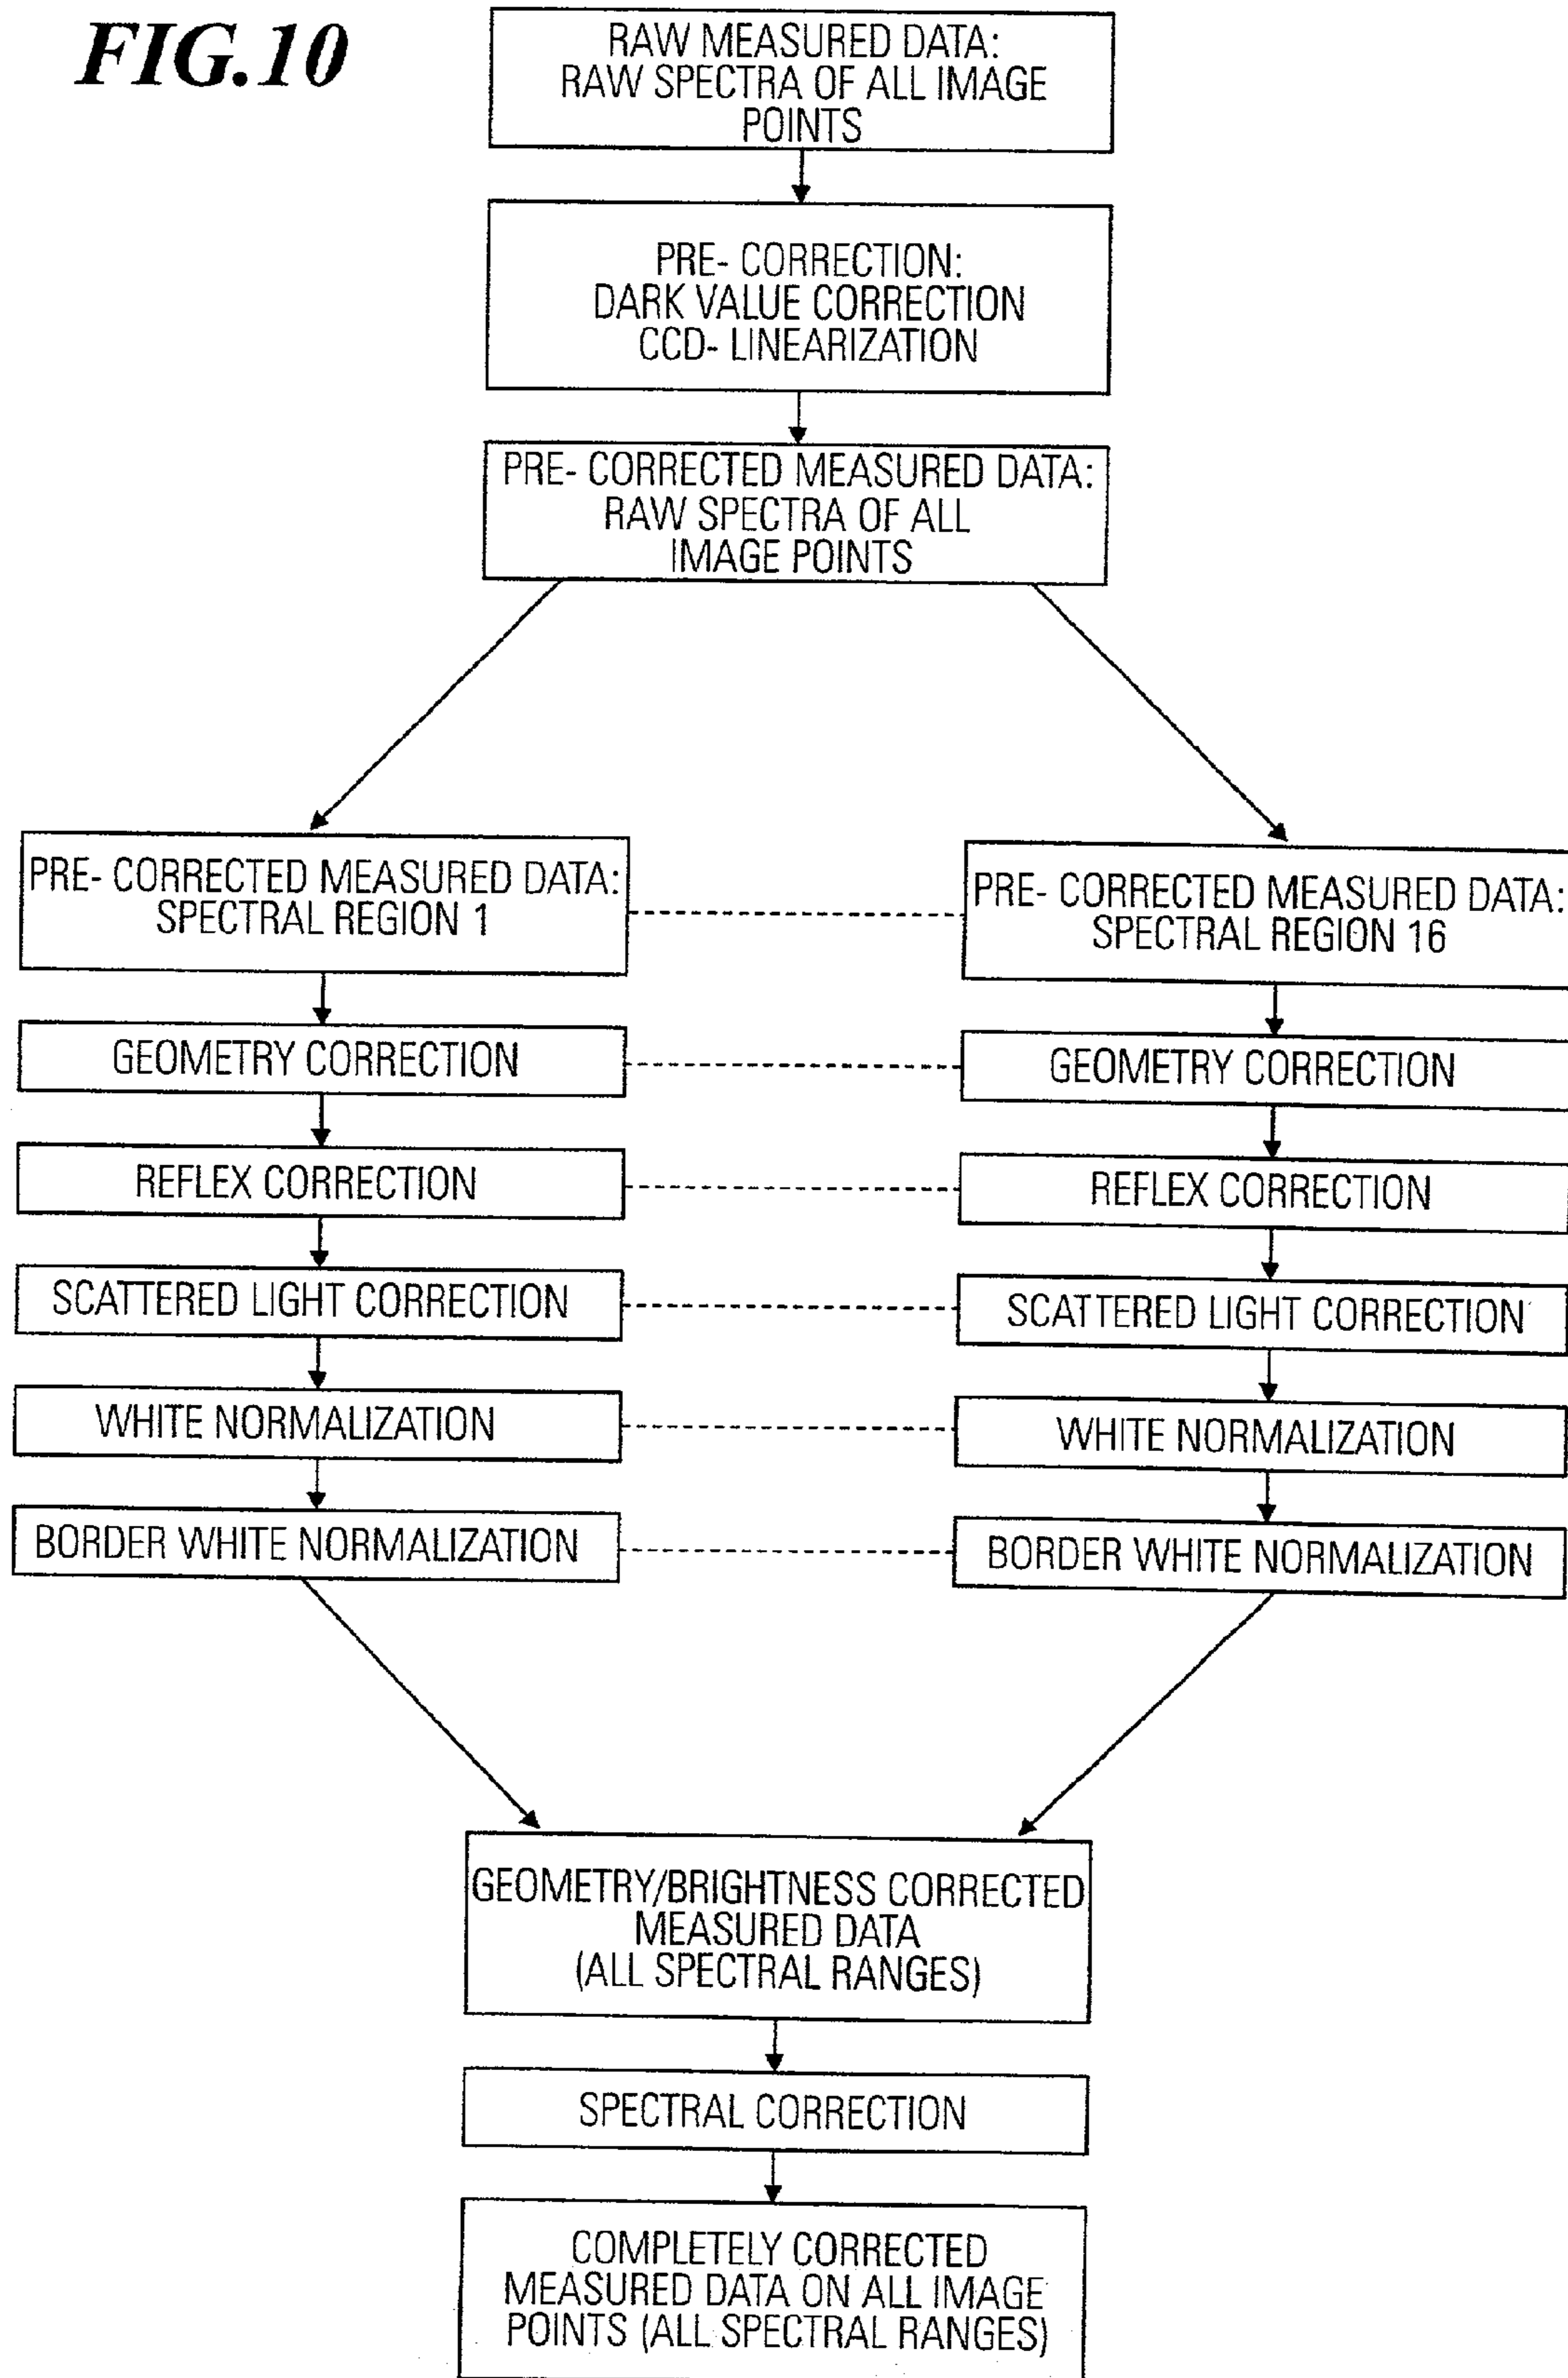 FIG.10
RAW MEASURED DATA:
RAW SPECTRA OF ALL IMAGE
POINTS
PRE- CORRECTION:
DARK VALUE CORRECTION
CCD- LINEARIZATION
PRE- CORRECTED MEASURED DATA:
RAW SPECTRA OF ALL
IMAGE POINTS
PRE- CORRECTED MEASURED DATA:
SPECTRAL REGION 1
GEOMETRY CORRECTION
REFLEX CORRECTION
SCATTERED LIGHT CORRECTION
WHITE NORMALIZATION
BORDER WHITE NORMALIZATION
PRE- CORRECTED MEASURED DATA:
SPECTRAL REGION 16
GEOMETRY CORRECTION
REFLEX CORRECTION
SCATTERED LIGHT CORRECTION
WHITE NORMALIZATION
BORDER WHITE NORMALIZATION
GEOMETRY/BRIGHTNESS CORRECTED
MEASURED DATA
(ALL SPECTRAL RANGES)
SPECTRAL CORRECTION
COMPLETELY CORRECTED
MEASURED DATA ON ALL IMAGE
POINTS (ALL SPECTRAL RANGES)